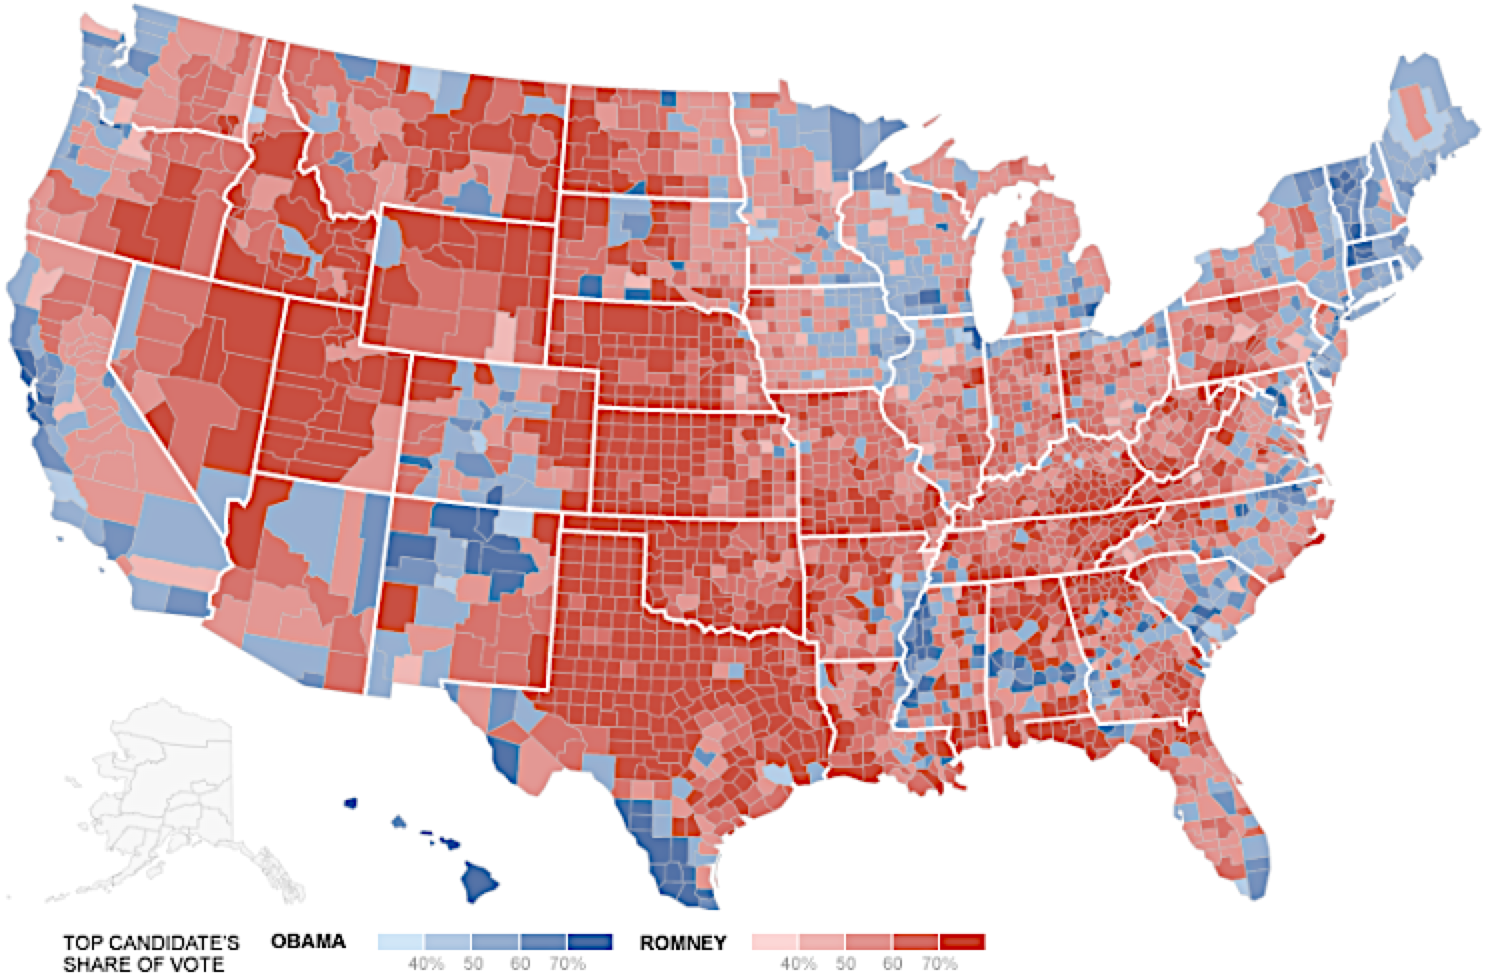 TOP CANDIDATE'S
SHARE OF VOTE
OBAMA
40% 50 60 70%
ROMNEY
40% 50 60 70%